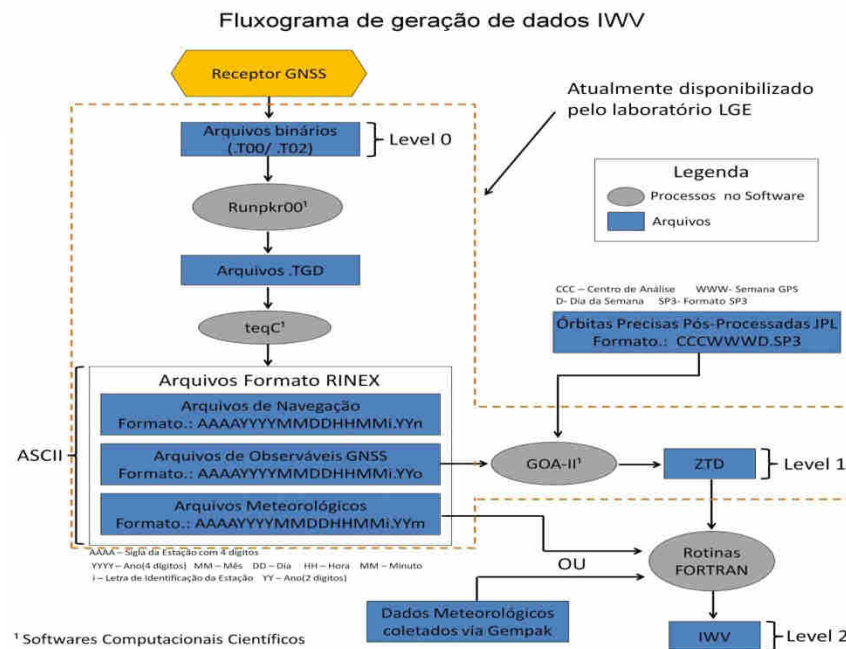 Fluxograma de geração de dados IWV
Receptor GNSS
Atualmente disponibilizado
pelo laboratório LGE
Arquivos binários
(.T00/ .T02)
Level 0
Legenda
Processos no Software
Arquivos
Runpkr00¹
Arquivos .TGD
teqC¹
CCC – Centro de Análise WWW- Semana GPS
D- Dia da Semana SP3- Formato SP3
Órbitas Precisas Pós-Processadas JPL
Formato.: CCCWWWD.SP3
Arquivos Formato RINEX
Arquivos de Navegação
Formato.: AAAAYYYYMMDDHHMMi.YYn
ASCII
Arquivos de Observáveis GNSS
Formato.: AAAAYYYYMMDDHHMMi.YYo
GOA-II¹
ZTD
Level 1
Arquivos Meteorológicos
Formato.: AAAAYYYYMMDDHHMMi.YYm
AAAA – Sigla da Estação com 4 digitos
YYYY – Ano(4 digitos) MM – Mês DD – Dia HH – Hora MM – Minuto
i – Letra de Identificação da Estação YY – Ano(2 digitos)
OU
Rotinas
FORTRAN
Dados Meteorológicos
coletados via Gempak
IWV
Level 2
¹ Softwares Computacionais Científicos